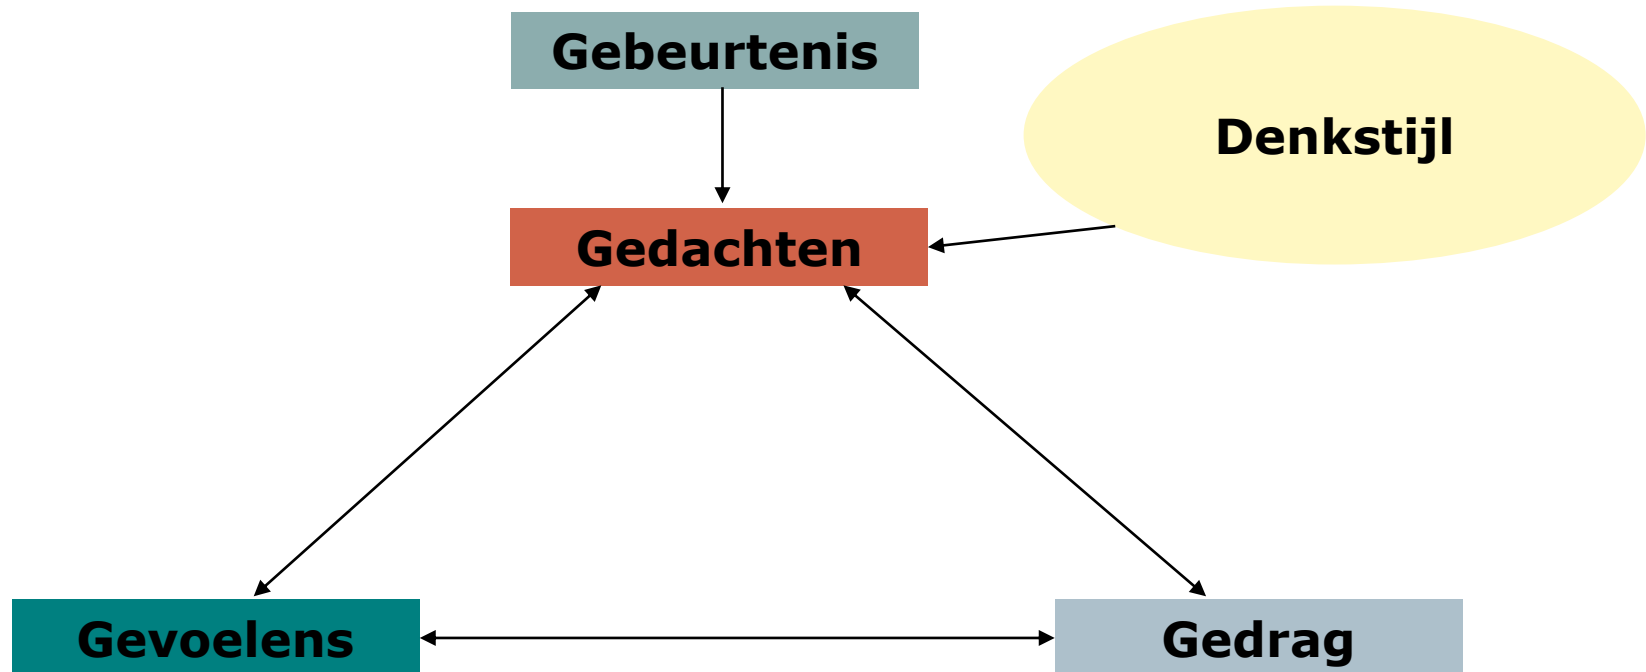 Gebeurtenis
Denkstijl
Gedachten
Gevoelens
Gedrag